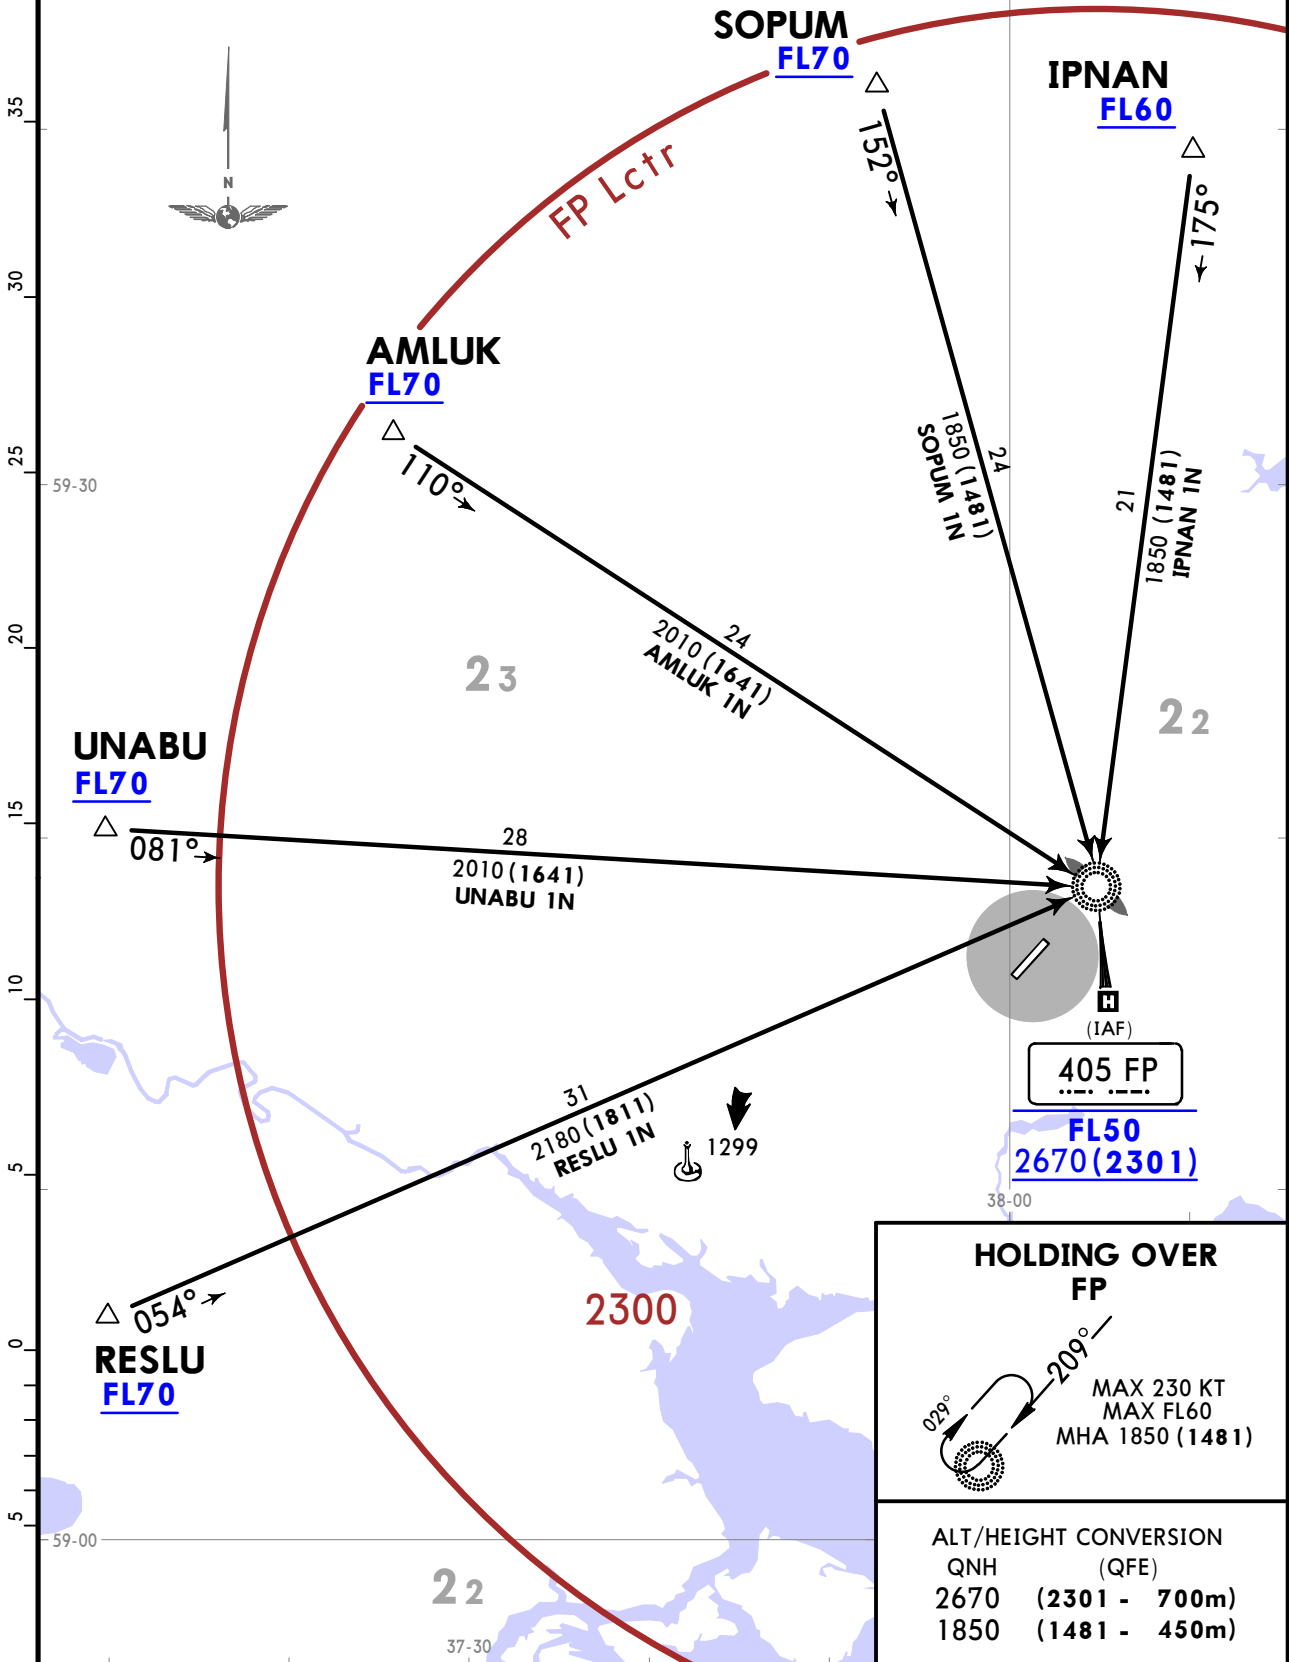 SOPUM
FL70
IPNAN
FL60
152°
175°
FP Lctr
N
35
30
25
20
15
10
5
0
5
AMLUK
FL70
110°
59-30
24
1850 (1481)
SOPUM 1N
21
1850 (1481)
IPNAN 1N
24
2010 (1641)
AMLUK 1N
23
22
UNABU
FL70
081°
28
2010 (1641)
UNABU 1N
H
(IAF)
405 FP
FL50
2670 (2301)
38-00
31
2180 (1811)
RESLU 1N
1299
054°
RESLU
FL70
2300
HOLDING OVER
FP
209°
029°
MAX 230 KT
MAX FL60
MHA 1850 (1481)
59-00
22
37-30
ALT/HEIGHT CONVERSION
QNH (QFE)
2670 (2301 - 700m)
1850 (1481 - 450m)